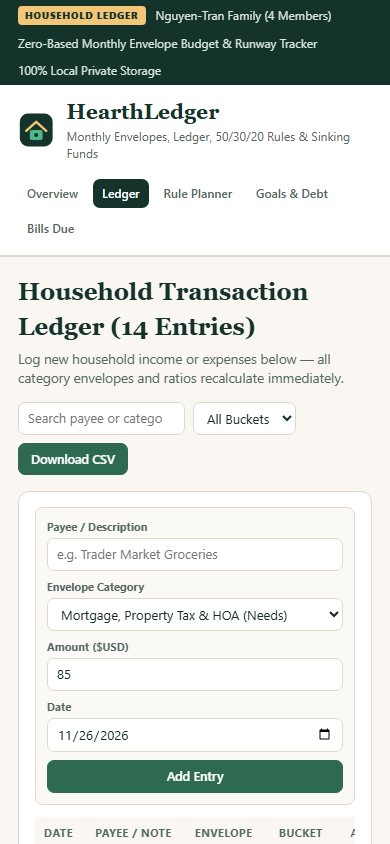 HOUSEHOLD LEDGER Nguyen-Tran Family (4 Members)
Zero-Based Monthly Envelope Budget & Runway Tracker
100% Local Private Storage
HearthLedger
Monthly Envelopes, Ledger, 50/30/20 Rules & Sinking
Funds
Overview Ledger Rule Planner Goals & Debt
Bills Due
Household Transaction
Ledger (14 Entries)
Log new household income or expenses below — all
category envelopes and ratios recalculate immediately.
Search payee or catego All Buckets
Download CSV
Payee / Description
e.g. Trader Market Groceries
Envelope Category
Mortgage, Property Tax & HOA (Needs)
Amount ($USD)
85
Date
11/26/2026
Add Entry
DATE PAYEE / NOTE ENVELOPE BUCKET